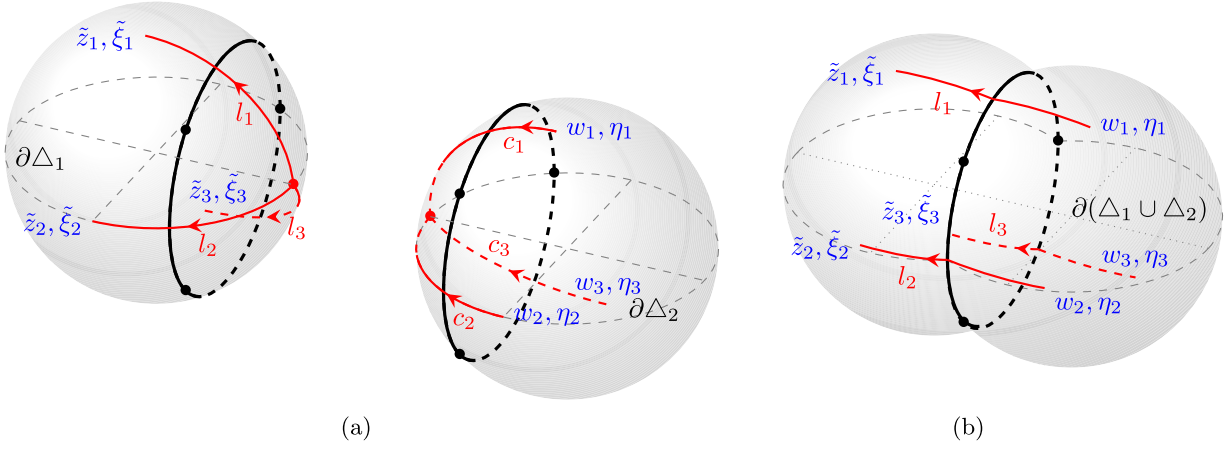 z̃₁, ξ̃₁
l₁
∂△₁
z̃₃, ξ̃₃
z̃₂, ξ̃₂
l₂
l₃
w₁, η₁
c₁
c₃
w₃, η₃
c₂
w₂, η₂
∂△₂
(a)
z̃₁, ξ̃₁
l₁
w₁, η₁
z̃₃, ξ̃₃
∂(△₁ ∪ △₂)
z̃₂, ξ̃₂
l₃
w₃, η₃
l₂
w₂, η₂
(b)